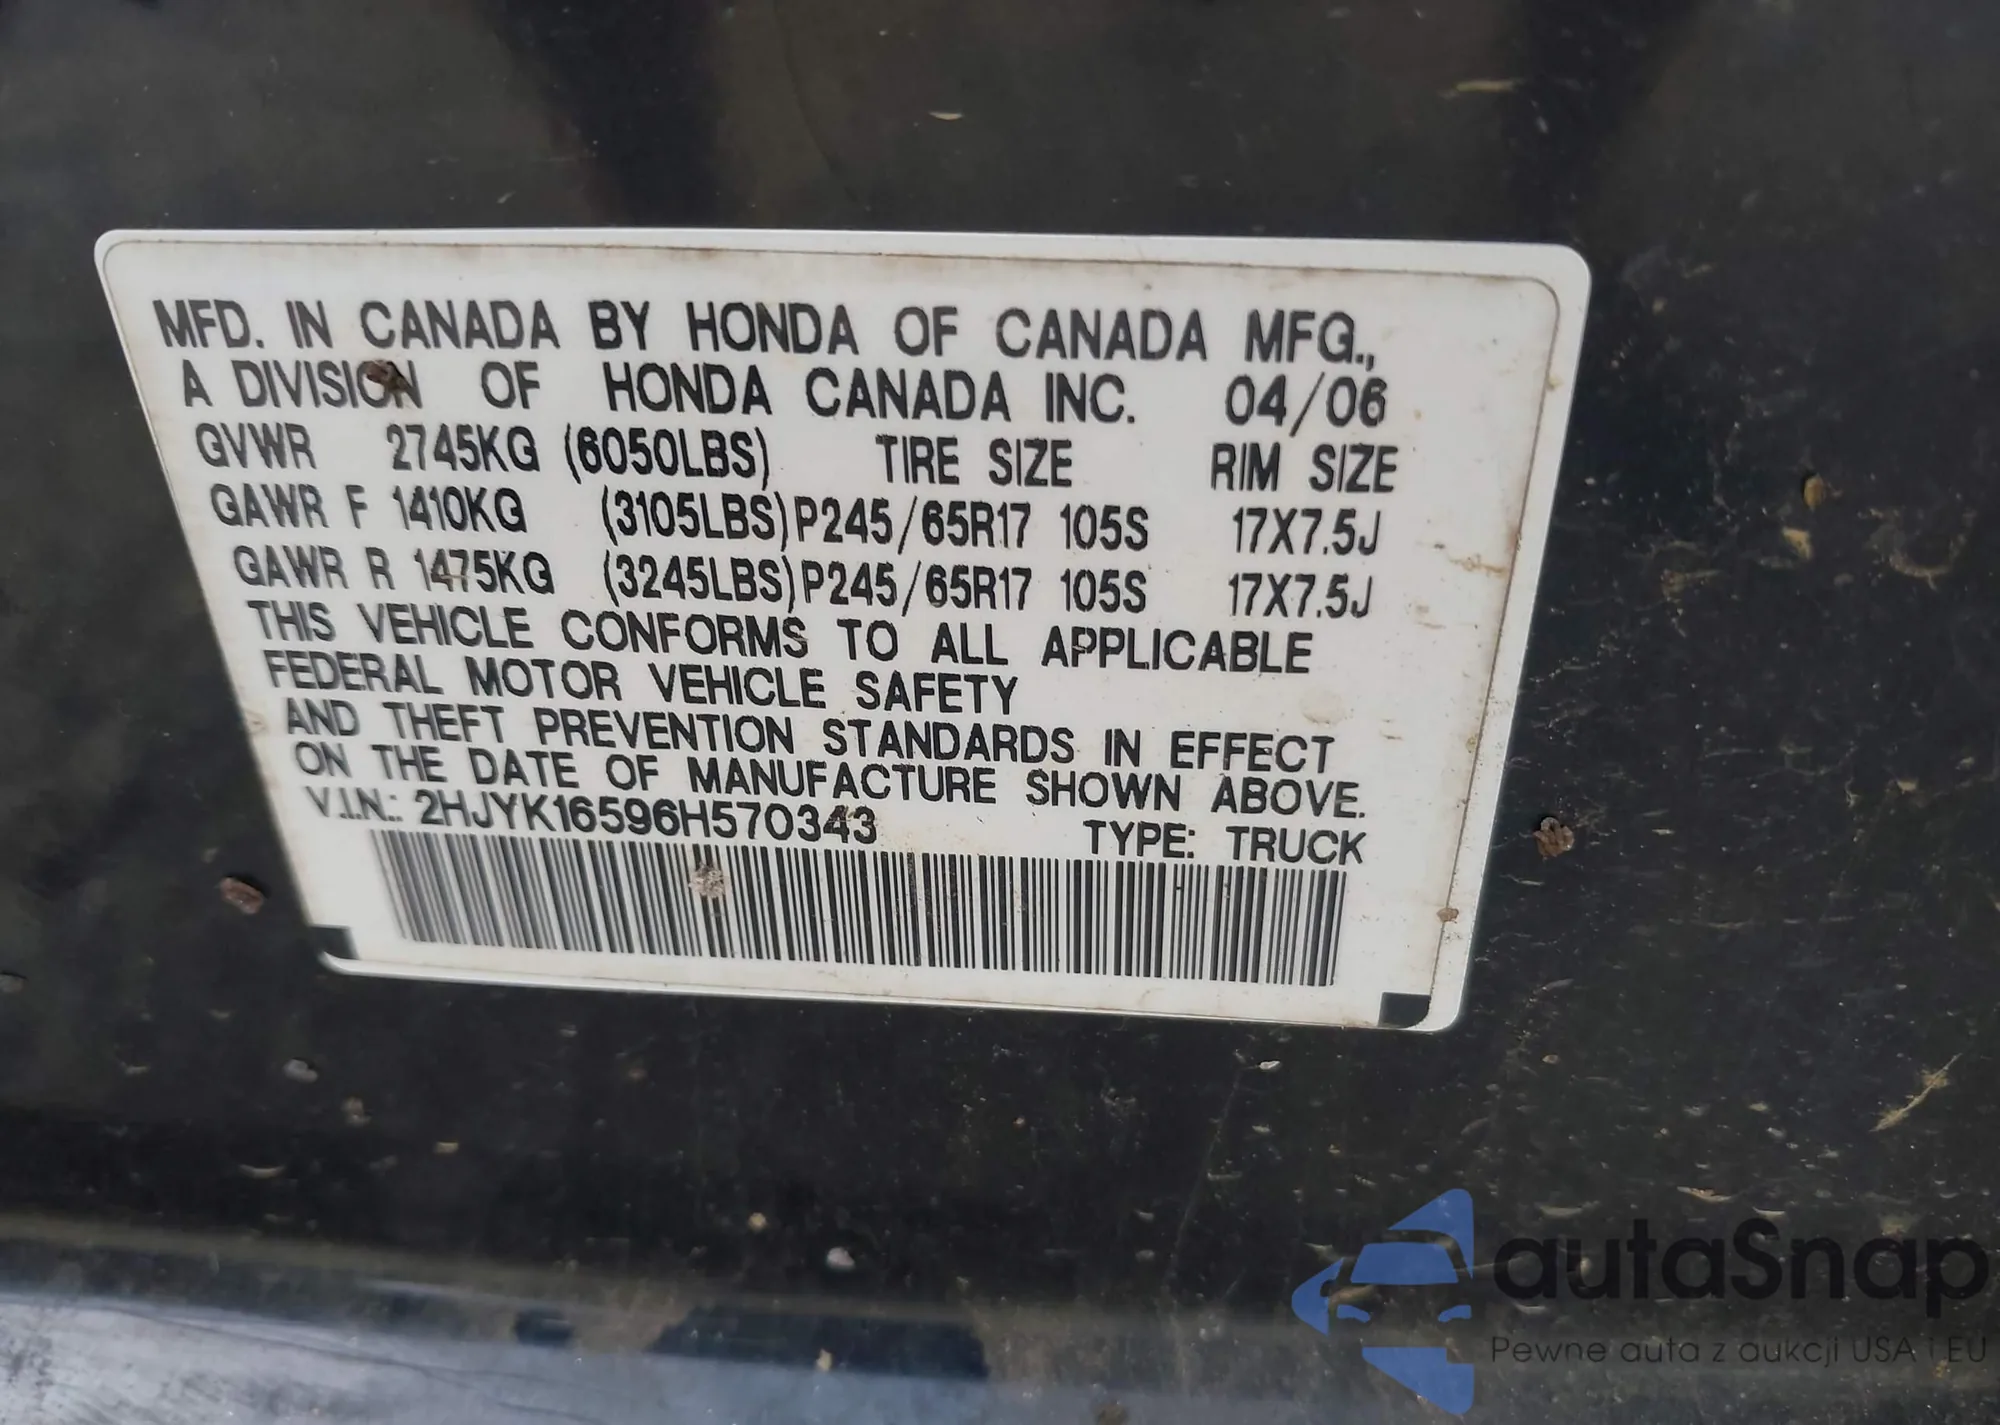 MFD. IN CANADA BY HONDA OF CANADA MFG.,
A DIVISION OF HONDA CANADA INC. 04/06
GVWR 2745KG (6050LBS) TIRE SIZE RIM SIZE
GAWR F 1410KG (3105LBS) P245/65R17 105S 17X7.5J
GAWR R 1475KG (3245LBS) P245/65R17 105S 17X7.5J
THIS VEHICLE CONFORMS TO ALL APPLICABLE
FEDERAL MOTOR VEHICLE SAFETY
AND THEFT PREVENTION STANDARDS IN EFFECT
ON THE DATE OF MANUFACTURE SHOWN ABOVE.
V.I.N.: 2HJYK16596H570343 TYPE: TRUCK
autaSnap
Pewne auta z aukcji USA i EU